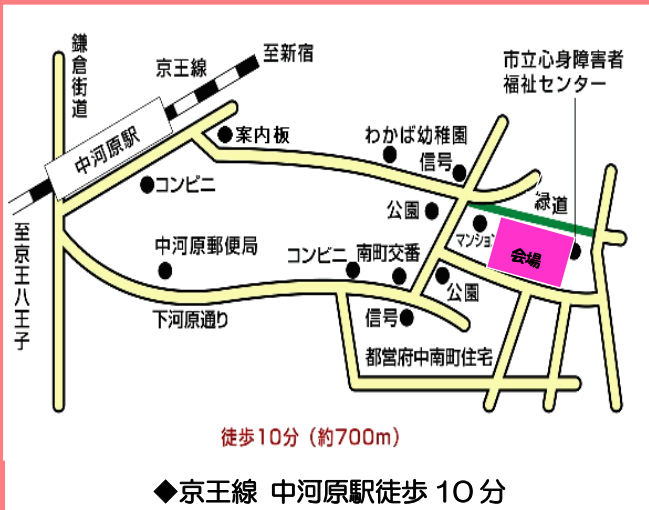 鎌倉街道
京王線
至新宿
市立心身障害者
福祉センター
中河原駅
案内板
わかば幼稚園
信号
コンビニ
公園
緑道
マンション
会場
至京王八王子
中河原郵便局
コンビニ
南町交番
公園
下河原通り
信号
都営府中南町住宅
徒歩10分（約700m）
◆京王線 中河原駅徒歩 10 分